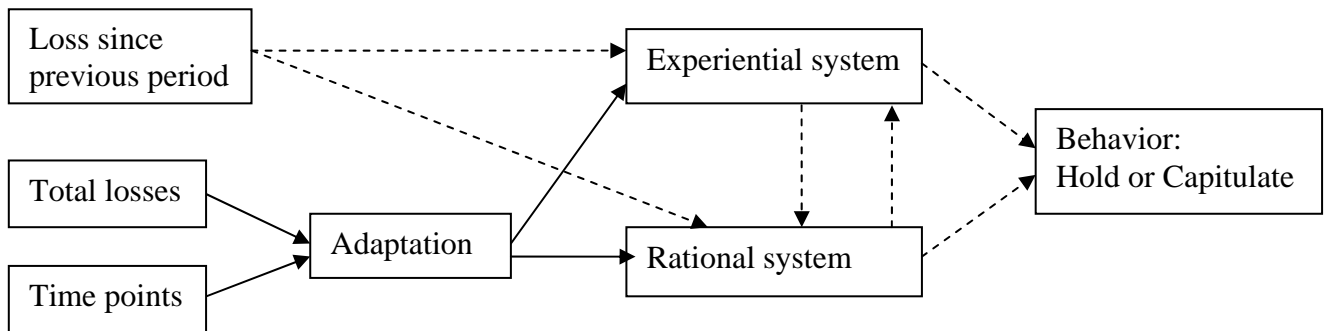 Loss since
previous period
Experiential system
Behavior:
Hold or Capitulate
Total losses
Adaptation
Rational system
Time points